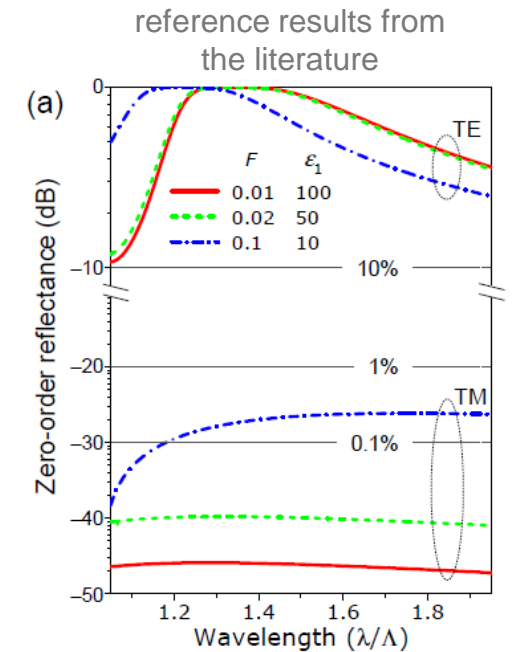 reference results from
the literature
(a)
0
TE
F ε1
0.01 100
0.02 50
0.1 10
–10
10%
Zero-order reflectance (dB)
–20
1%
TM
–30
0.1%
–40
–50
1.2 1.4 1.6 1.8
Wavelength (λ/Λ)